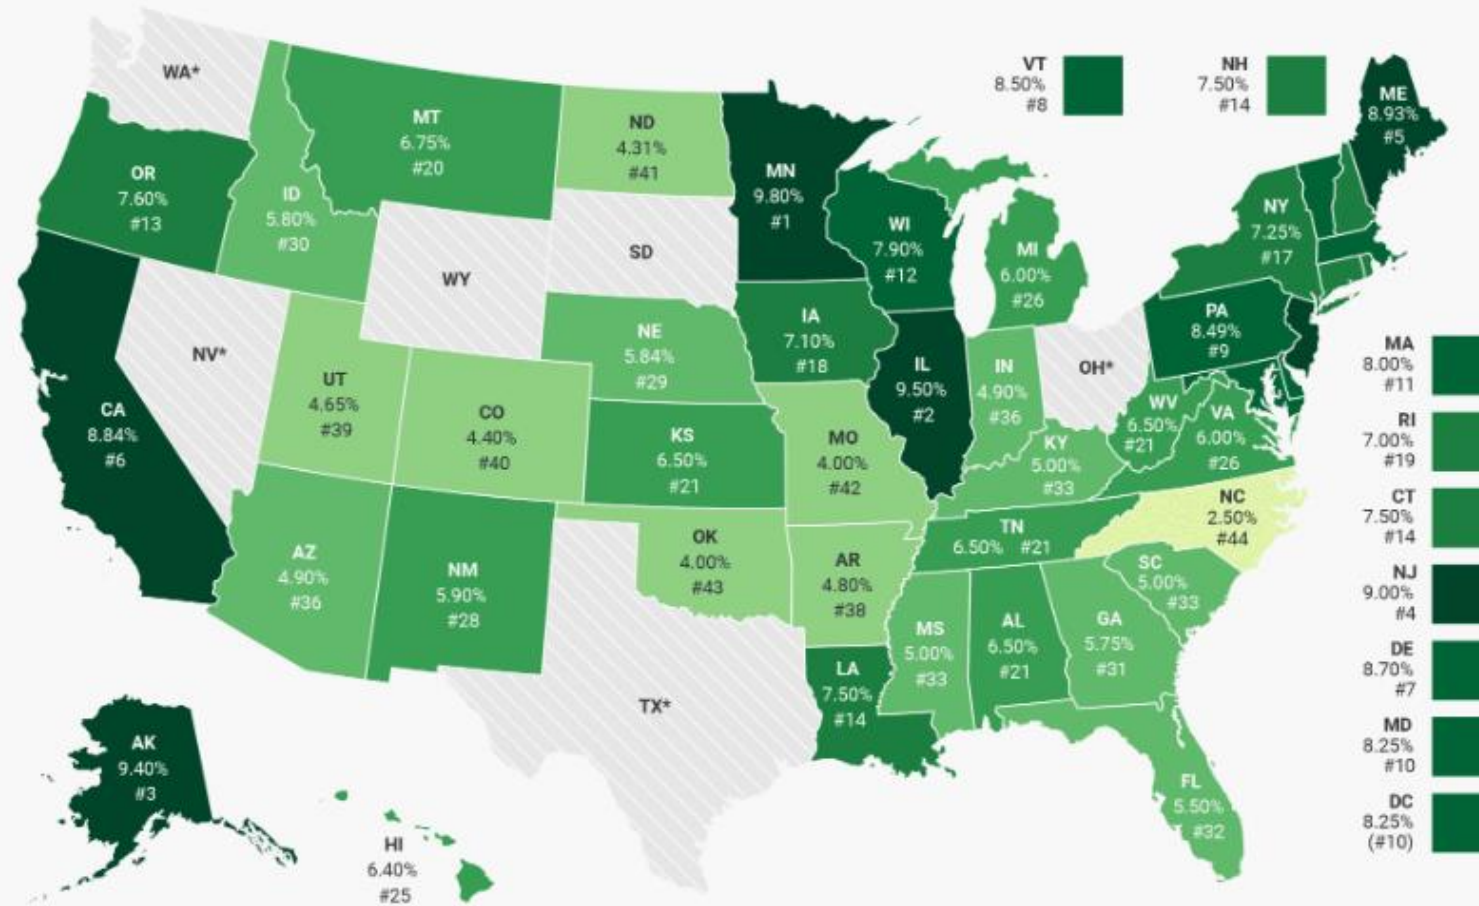 WA*
VT
8.50%
#8
NH
7.50%
#14
ME
8.93%
#5
MT
6.75%
#20
ND
4.31%
#41
OR
7.60%
#13
ID
5.80%
#30
MN
9.80%
#1
WI
7.90%
#12
NY
7.25%
#17
SD
WY
MI
6.00%
#26
NV*
NE
5.84%
#29
IA
7.10%
#18
PA
8.49%
#9
MA
8.00%
#11
UT
4.65%
#39
CO
4.40%
#40
IL
9.50%
#2
IN
4.90%
#36
OH*
CA
8.84%
#6
KS
6.50%
#21
MO
4.00%
#42
KY
5.00%
#33
WV
6.50%
#21
VA
6.00%
#26
RI
7.00%
#19
NC
2.50%
#44
CT
7.50%
#14
AZ
4.90%
#36
NM
5.90%
#28
OK
4.00%
#43
AR
4.80%
#38
TN
6.50% #21
SC
5.00%
#33
NJ
9.00%
#4
MS
5.00%
#33
AL
6.50%
#21
GA
5.75%
#31
DE
8.70%
#7
LA
7.50%
#14
TX*
MD
8.25%
#10
AK
9.40%
#3
FL
5.50%
#32
DC
8.25%
(#10)
HI
6.40%
#25